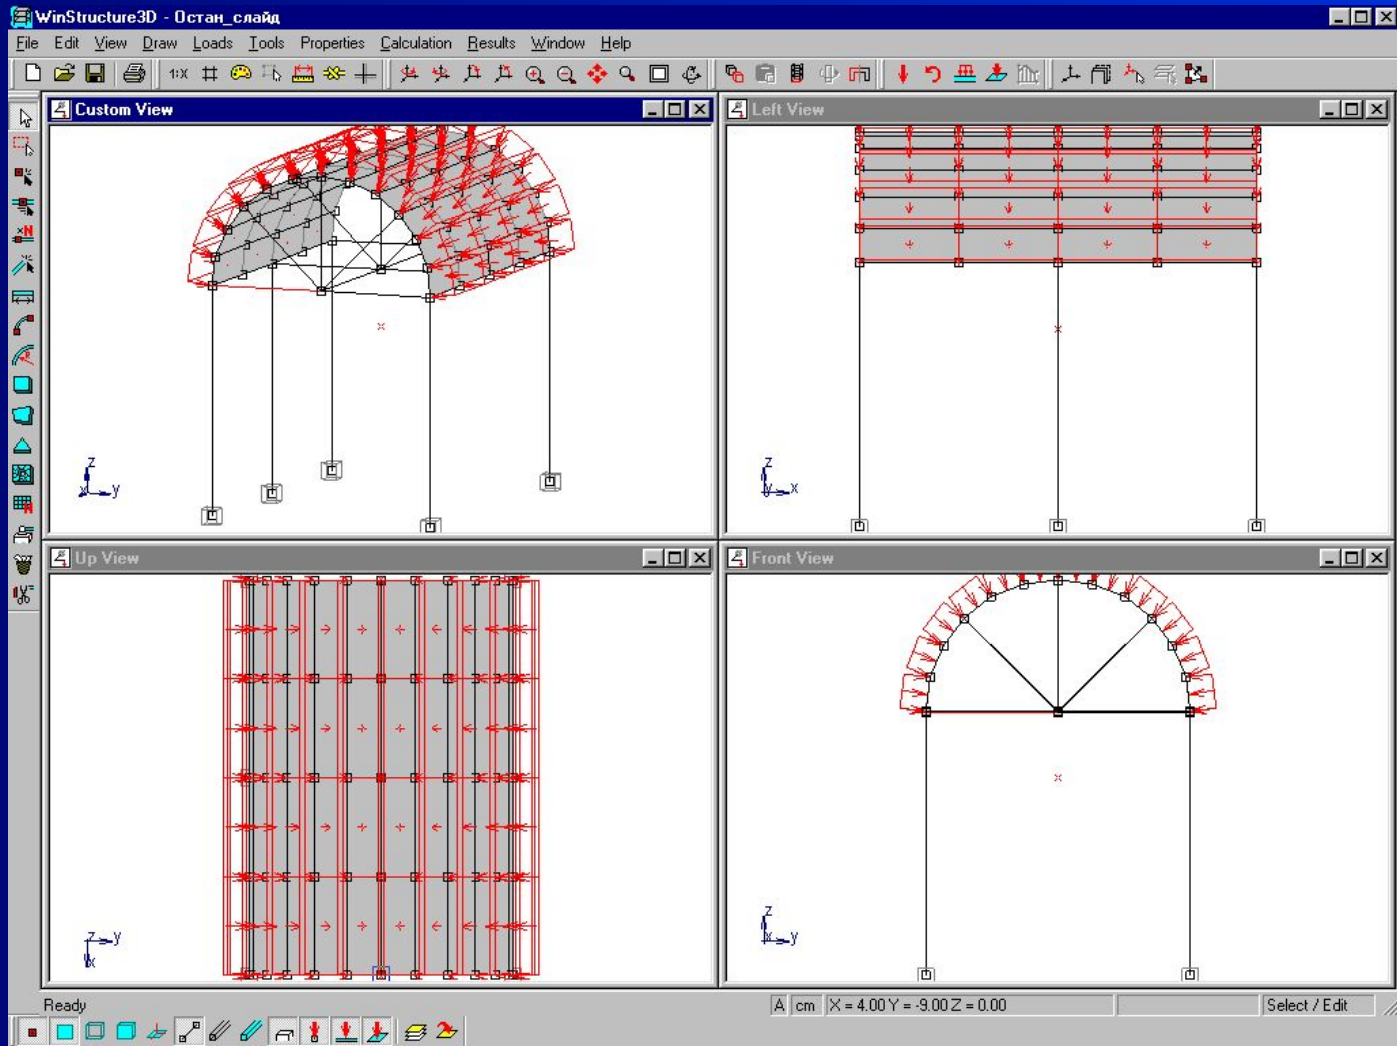 WinStructure3D - Остан_слайд
File Edit View Draw Loads Tools Properties Calculation Results Window Help
1:X
Custom View
Left View
z
x y
z
y x
Up View
Front View
z y
x
z
x y
Ready A cm X = 4.00 Y = -9.00 Z = 0.00 Select / Edit